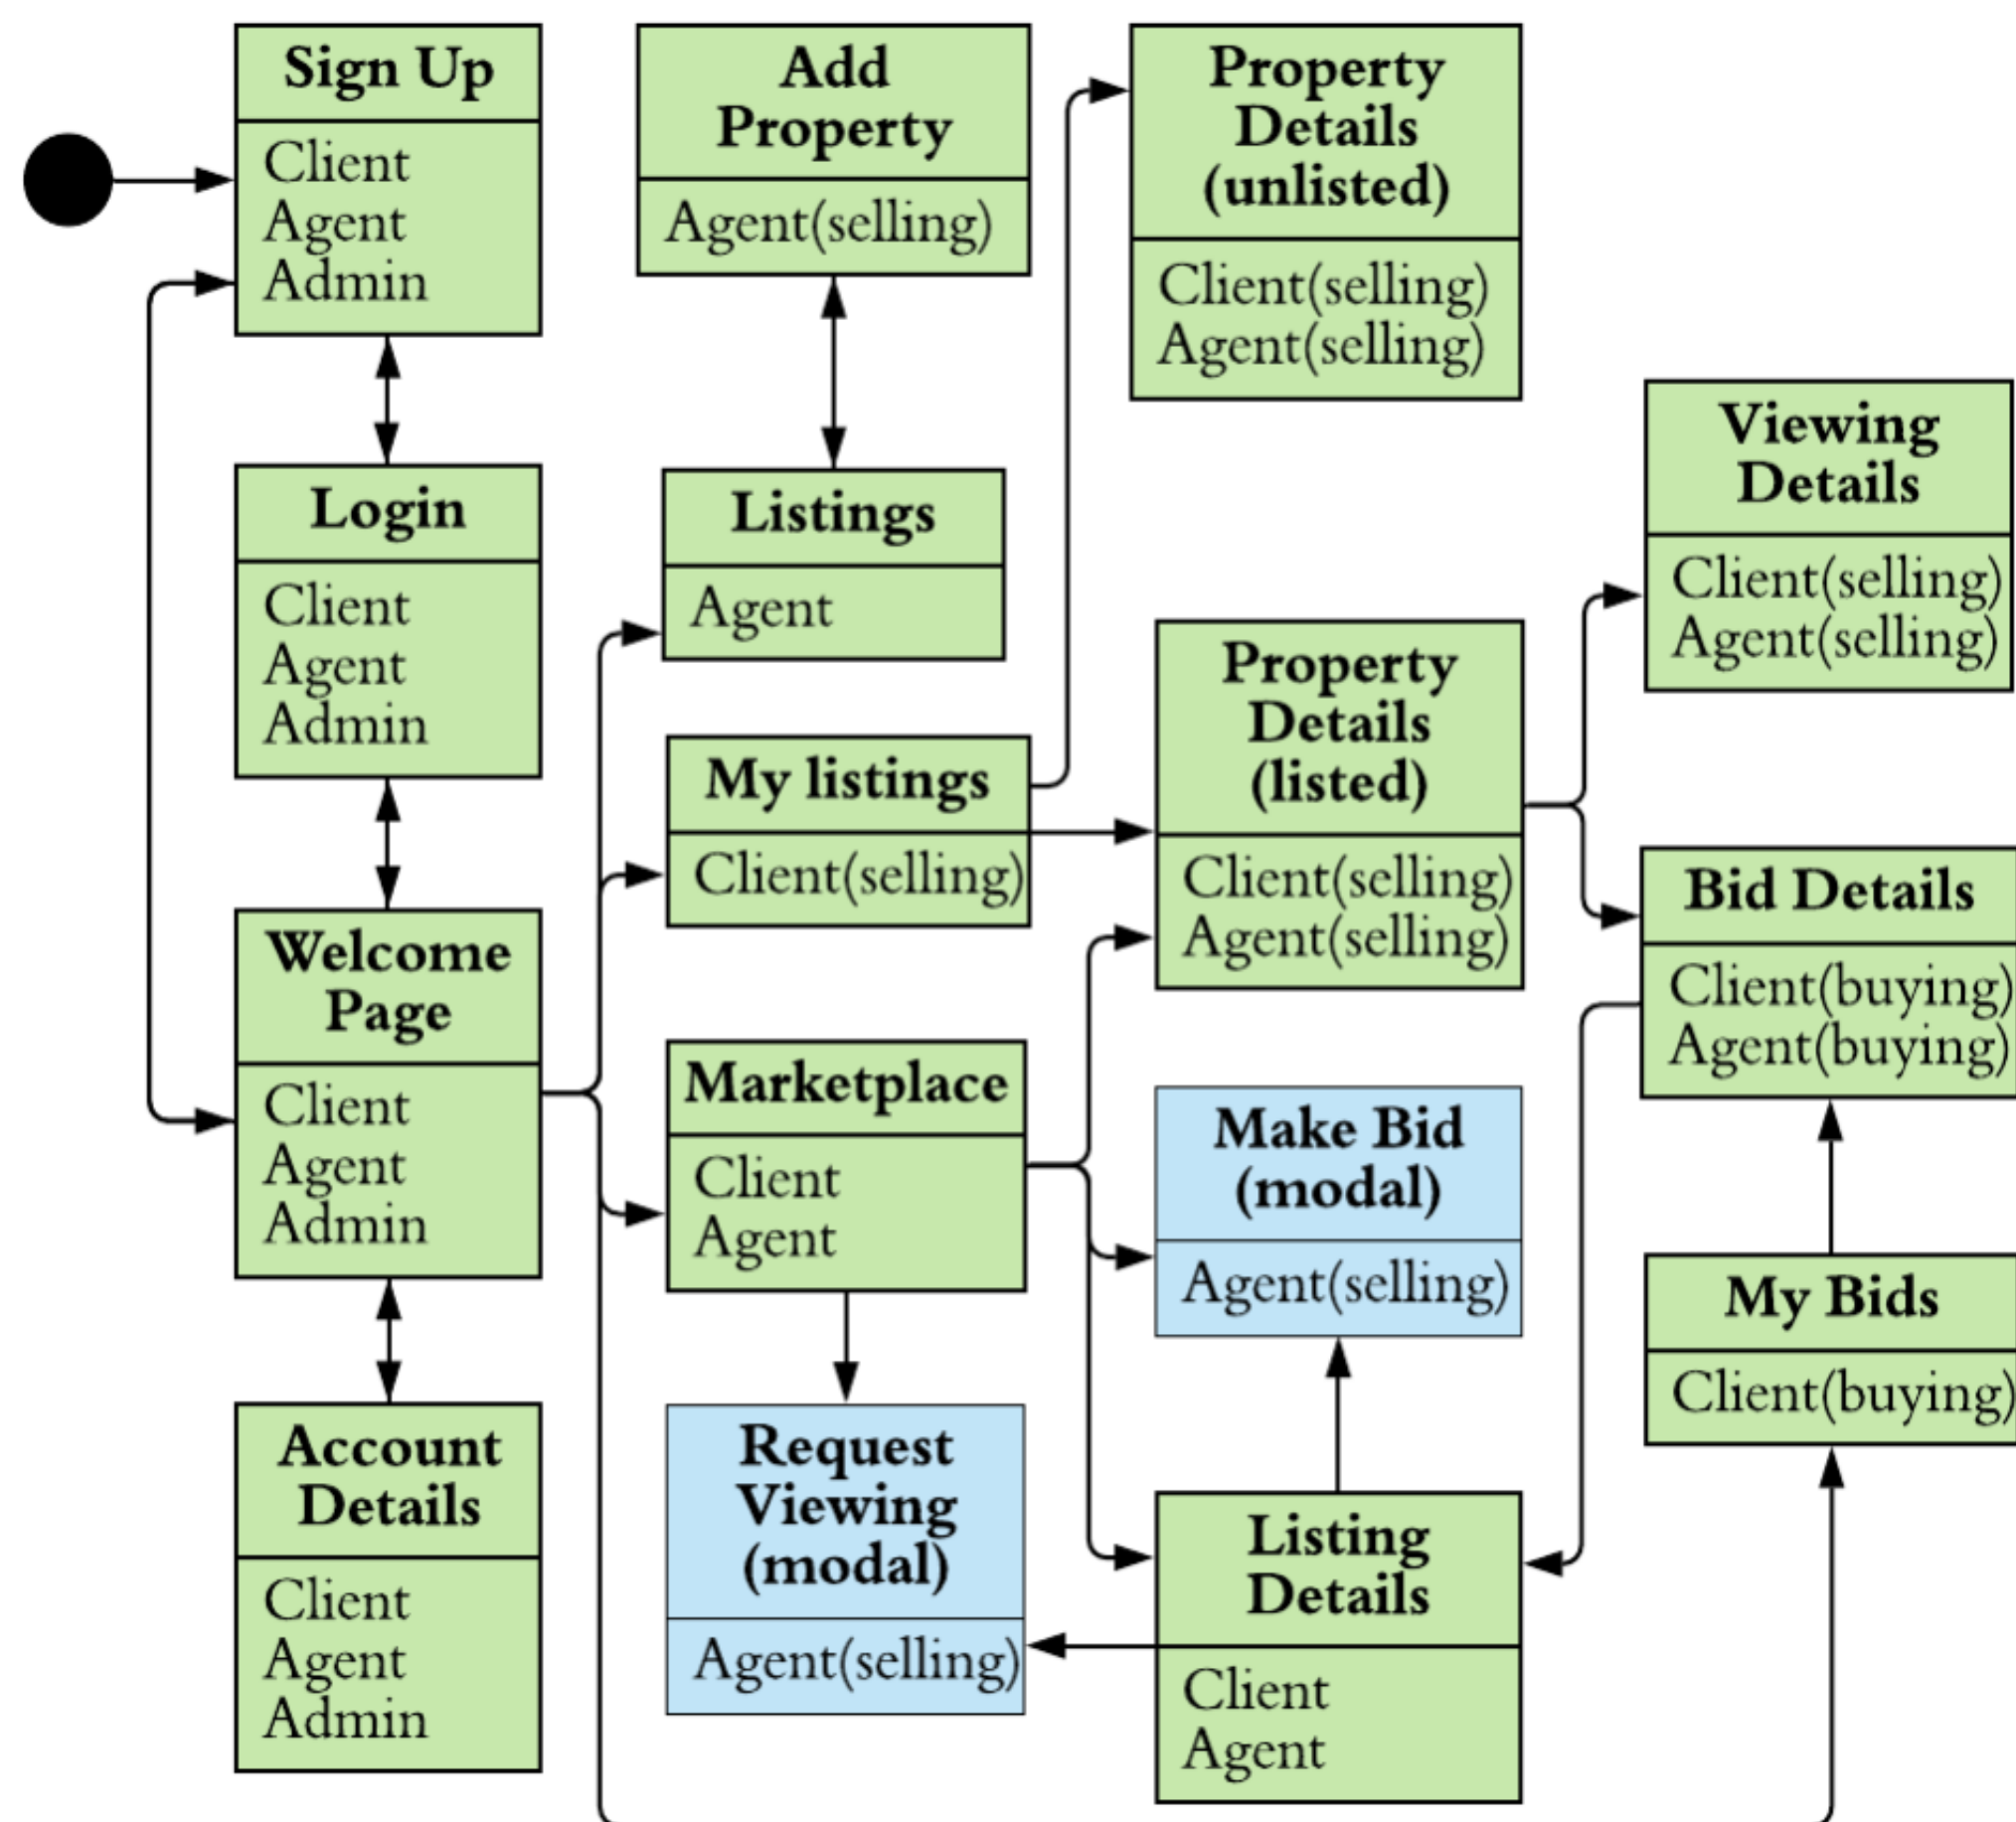 Sign Up
Client
Agent
Admin
Login
Client
Agent
Admin
Welcome
Page
Client
Agent
Admin
Account
Details
Client
Agent
Admin
Add
Property
Agent(selling)
Listings
Agent
My listings
Client(selling)
Marketplace
Client
Agent
Request
Viewing
(modal)
Agent(selling)
Property
Details
(unlisted)
Client(selling)
Agent(selling)
Property
Details
(listed)
Client(selling)
Agent(selling)
Make Bid
(modal)
Agent(selling)
Listing
Details
Client
Agent
Viewing
Details
Client(selling)
Agent(selling)
Bid Details
Client(buying)
Agent(buying)
My Bids
Client(buying)